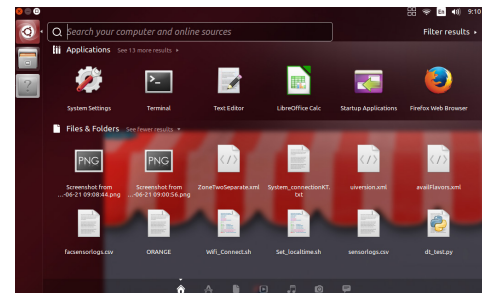 En 9:10
Search your computer and online sources
Filter results
Applications See 13 more results
>_
System Settings Terminal Text Editor LibreOffice Calc Startup Applications Firefox Web Browser
Files & Folders See fewer results
PNG PNG </> </> </>
Screenshot from Screenshot from ZoneTwoSeparate.xml System_connectionKT. uiversion.xml availFlavors.xml
...-06-21 09:08:44.png ...-06-21 09:00:56.png txt
facsensorlogs.csv ORANGE Wifi_Connect.sh Set_localtime.sh sensorlogs.csv dt_test.py